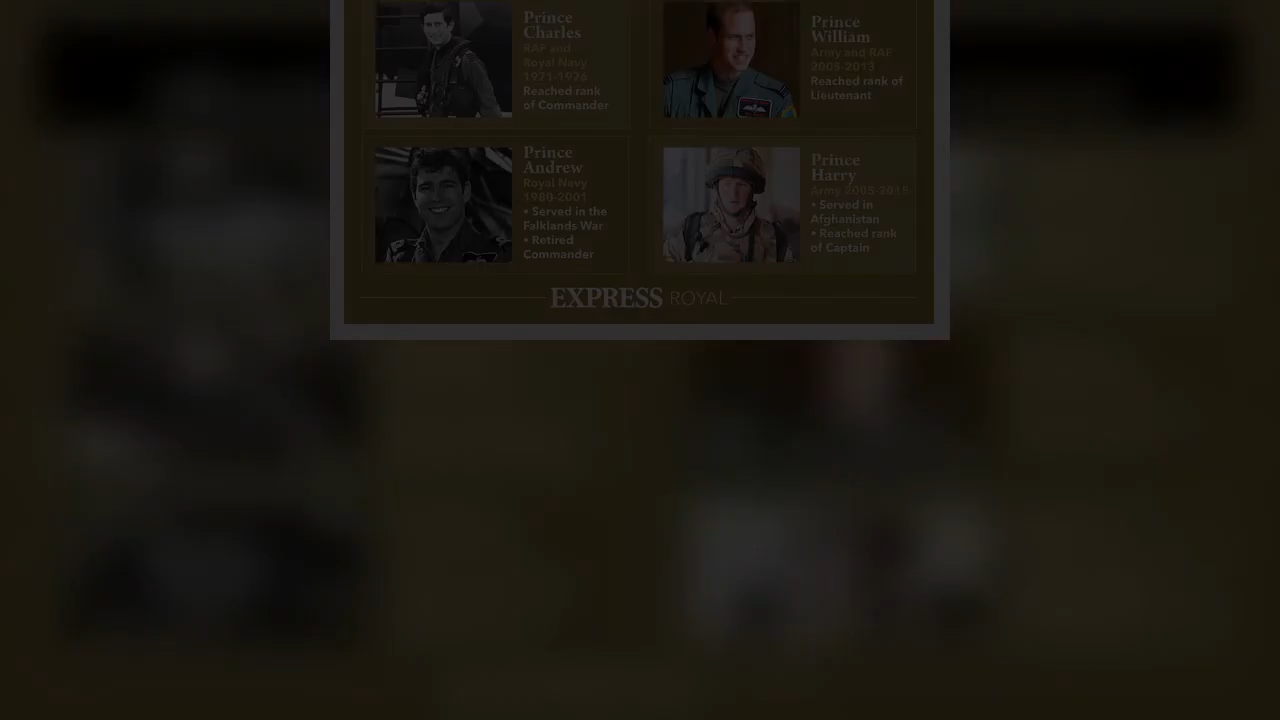 Prince
Charles
RAF and
Royal Navy
1971-1976
Reached rank
of Commander
Prince
William
Army and RAF
2008-2013
Reached rank of
Lieutenant
Prince
Andrew
Royal Navy
1980-2001
• Served in the
Falklands War
• Retired
Commander
Prince
Harry
Army 2005-2015
• Served in
Afghanistan
• Reached rank
of Captain
EXPRESS ROYAL